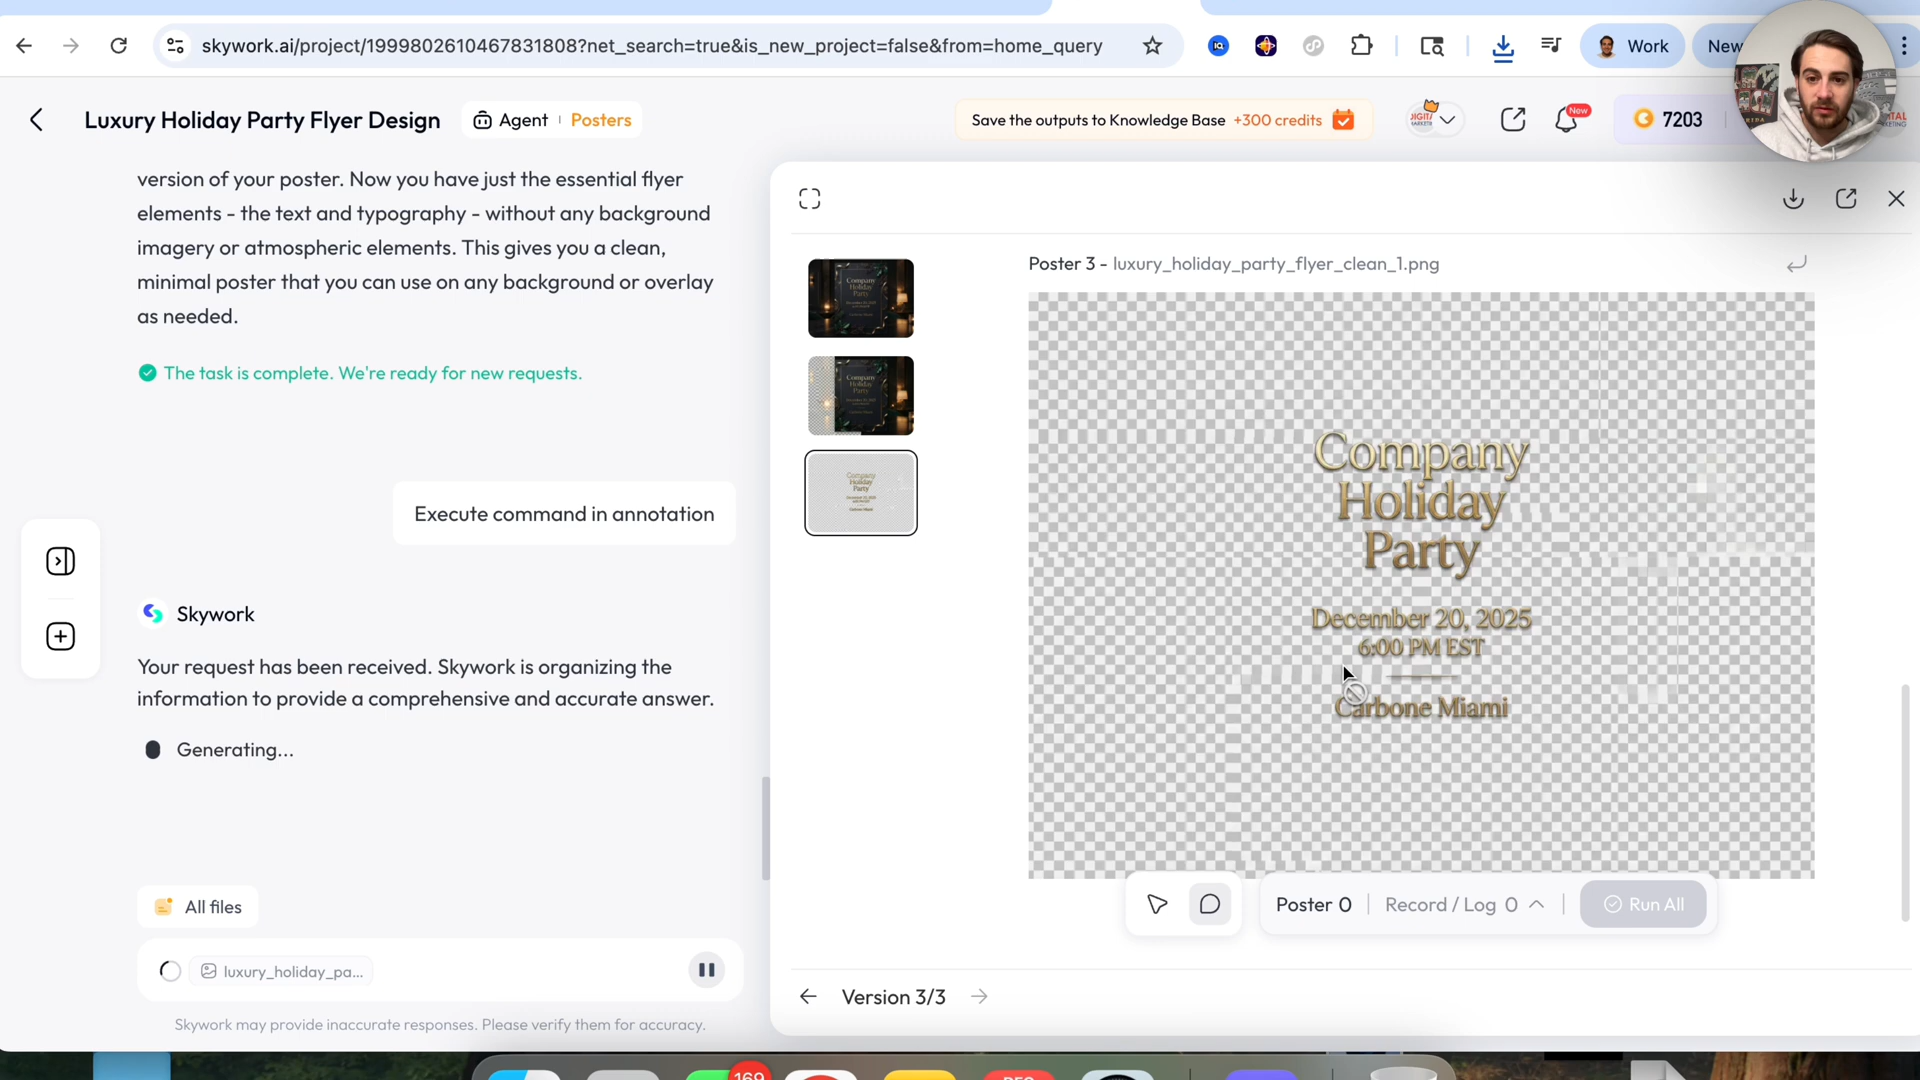 skywork.ai/project/1999802610467831808?net_search=true&is_new_project=false&from=home_query
Work
New
Luxury Holiday Party Flyer Design
Agent
Posters
Save the outputs to Knowledge Base +300 credits
New
7203
version of your poster. Now you have just the essential flyer
elements - the text and typography - without any background
imagery or atmospheric elements. This gives you a clean,
minimal poster that you can use on any background or overlay
as needed.
The task is complete. We're ready for new requests.
Execute command in annotation
Skywork
Your request has been received. Skywork is organizing the
information to provide a comprehensive and accurate answer.
Generating...
All files
luxury_holiday_pa...
Skywork may provide inaccurate responses. Please verify them for accuracy.
Poster 3 - luxury_holiday_party_flyer_clean_1.png
Company
Holiday
Party
December 20, 2025
6:00 PM EST
Carbone Miami
Poster 0
Record / Log 0
Run All
Version 3/3
169